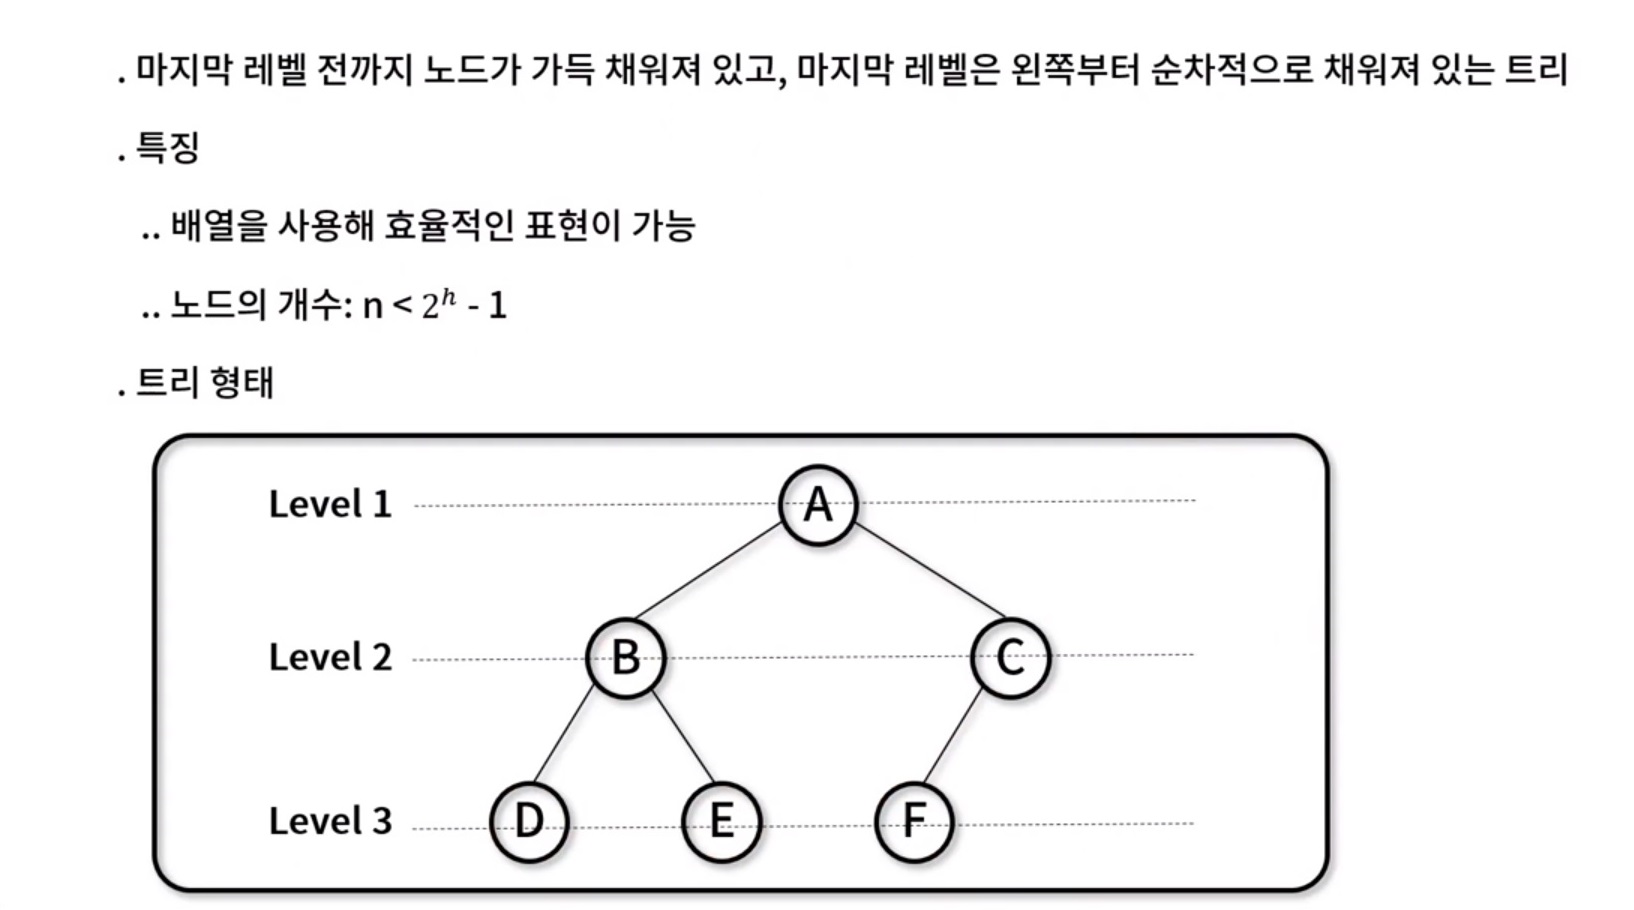 . 마지막 레벨 전까지 노드가 가득 채워져 있고, 마지막 레벨은 왼쪽부터 순차적으로 채워져 있는 트리
. 특징
.. 배열을 사용해 효율적인 표현이 가능
.. 노드의 개수: n < 2^h - 1
. 트리 형태
Level 1 A
Level 2 B C
Level 3 D E F